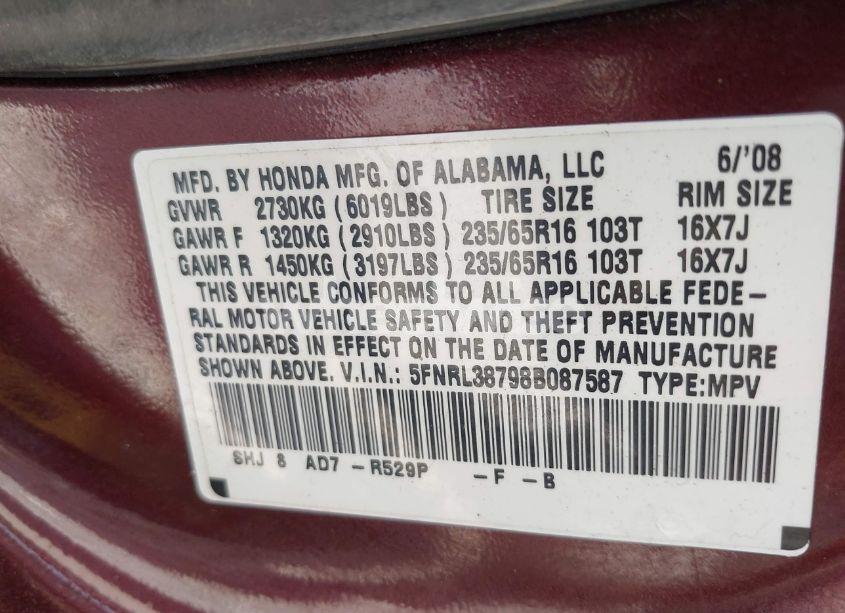 MFD. BY HONDA MFG. OF ALABAMA, LLC 6/'08
GVWR 2730KG (6019LBS) TIRE SIZE RIM SIZE
GAWR F 1320KG (2910LBS) 235/65R16 103T 16X7J
GAWR R 1450KG (3197LBS) 235/65R16 103T 16X7J
THIS VEHICLE CONFORMS TO ALL APPLICABLE FEDE-
RAL MOTOR VEHICLE SAFETY AND THEFT PREVENTION
STANDARDS IN EFFECT ON THE DATE OF MANUFACTURE
SHOWN ABOVE. V.I.N.: 5FNRL38798B087587 TYPE:MPV
SHJ 8 AD7 -R529P -F -B